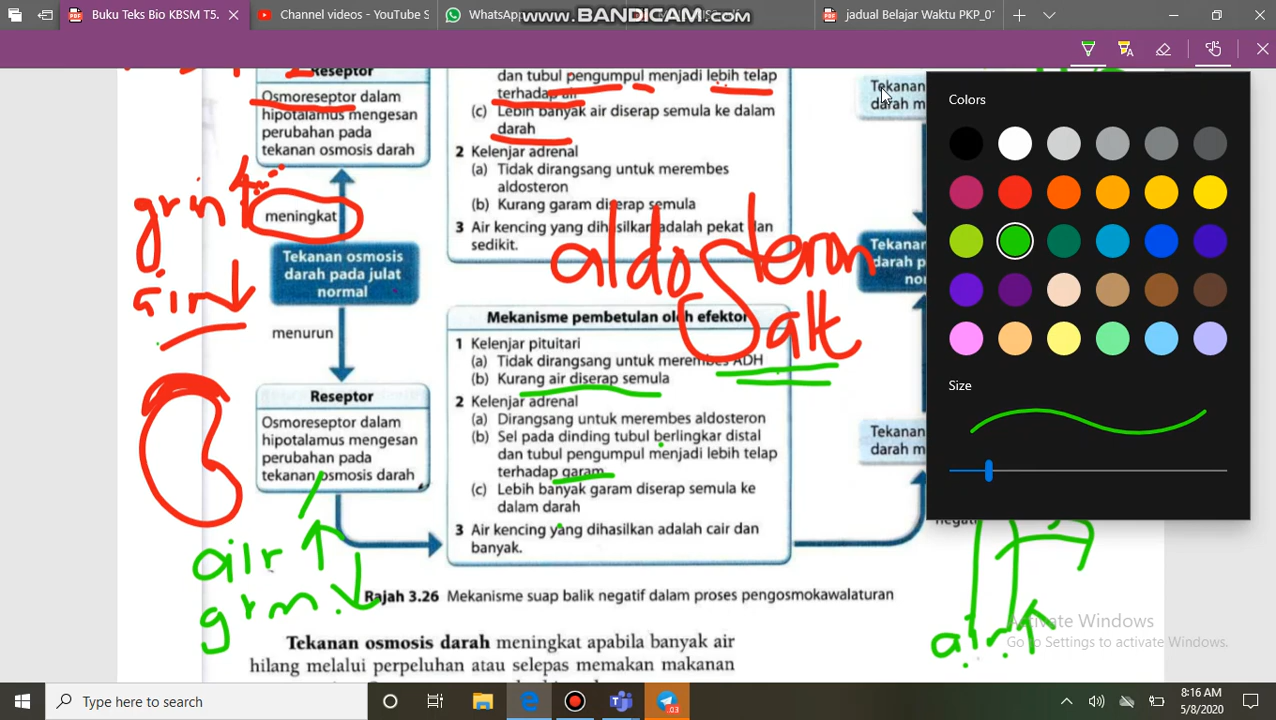 Buku Teks Bio KBSM T5.
Channel videos - YouTube S
WhatsApp
www.BANDICAM.com
jadual Belajar Waktu PKP_0
Reseptor
Osmoreseptor dalam
hipotalamus mengesan
perubahan pada
tekanan osmosis darah
dan tubul pengumpul menjadi lebih telap
terhadap air
(c) Lebih banyak air diserap semula ke dalam
darah
2 Kelenjar adrenal
(a) Tidak dirangsang untuk merembes
aldosteron
(b) Kurang garam diserap semula
3 Air kencing yang dihasilkan adalah pekat dan
sedikit.
Tekanan
darah m
grm
air
meningkat
Tekanan osmosis
darah pada julat
normal
menurun
aldosteron
Salt
Tekanan
darah p
no
Mekanisme pembetulan oleh efektor
1 Kelenjar pituitari
(a) Tidak dirangsang untuk merembes ADH
(b) Kurang air diserap semula
2 Kelenjar adrenal
(a) Dirangsang untuk merembes aldosteron
(b) Sel pada dinding tubul berlingkar distal
dan tubul pengumpul menjadi lebih telap
terhadap garam
(c) Lebih banyak garam diserap semula ke
dalam darah
3 Air kencing yang dihasilkan adalah cair dan
banyak.
Reseptor
Osmoreseptor dalam
hipotalamus mengesan
perubahan pada
tekanan osmosis darah
Tekana
darah m
negati
air
grm
air
Rajah 3.26 Mekanisme suap balik negatif dalam proses pengosmokawalaturan
Tekanan osmosis darah meningkat apabila banyak air
hilang melalui perpeluhan atau selepas memakan makanan
Colors
Size
Activate Windows
Go to Settings to activate Windows.
Type here to search
03
8:16 AM
5/8/2020